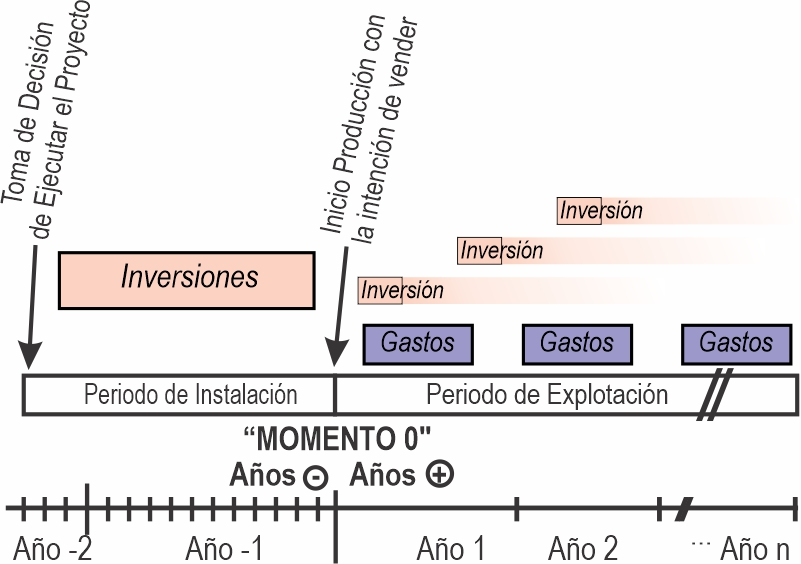 Toma de Decisión
de Ejecutar el Proyecto
Inicio Producción con
la intención de vender
Inversión
Inversión
Inversiones
Inversión
Gastos
Gastos
Gastos
Periodo de Instalación
Periodo de Explotación
“MOMENTO 0"
Años -
Años +
Año -2
Año -1
Año 1
Año 2
... Año n